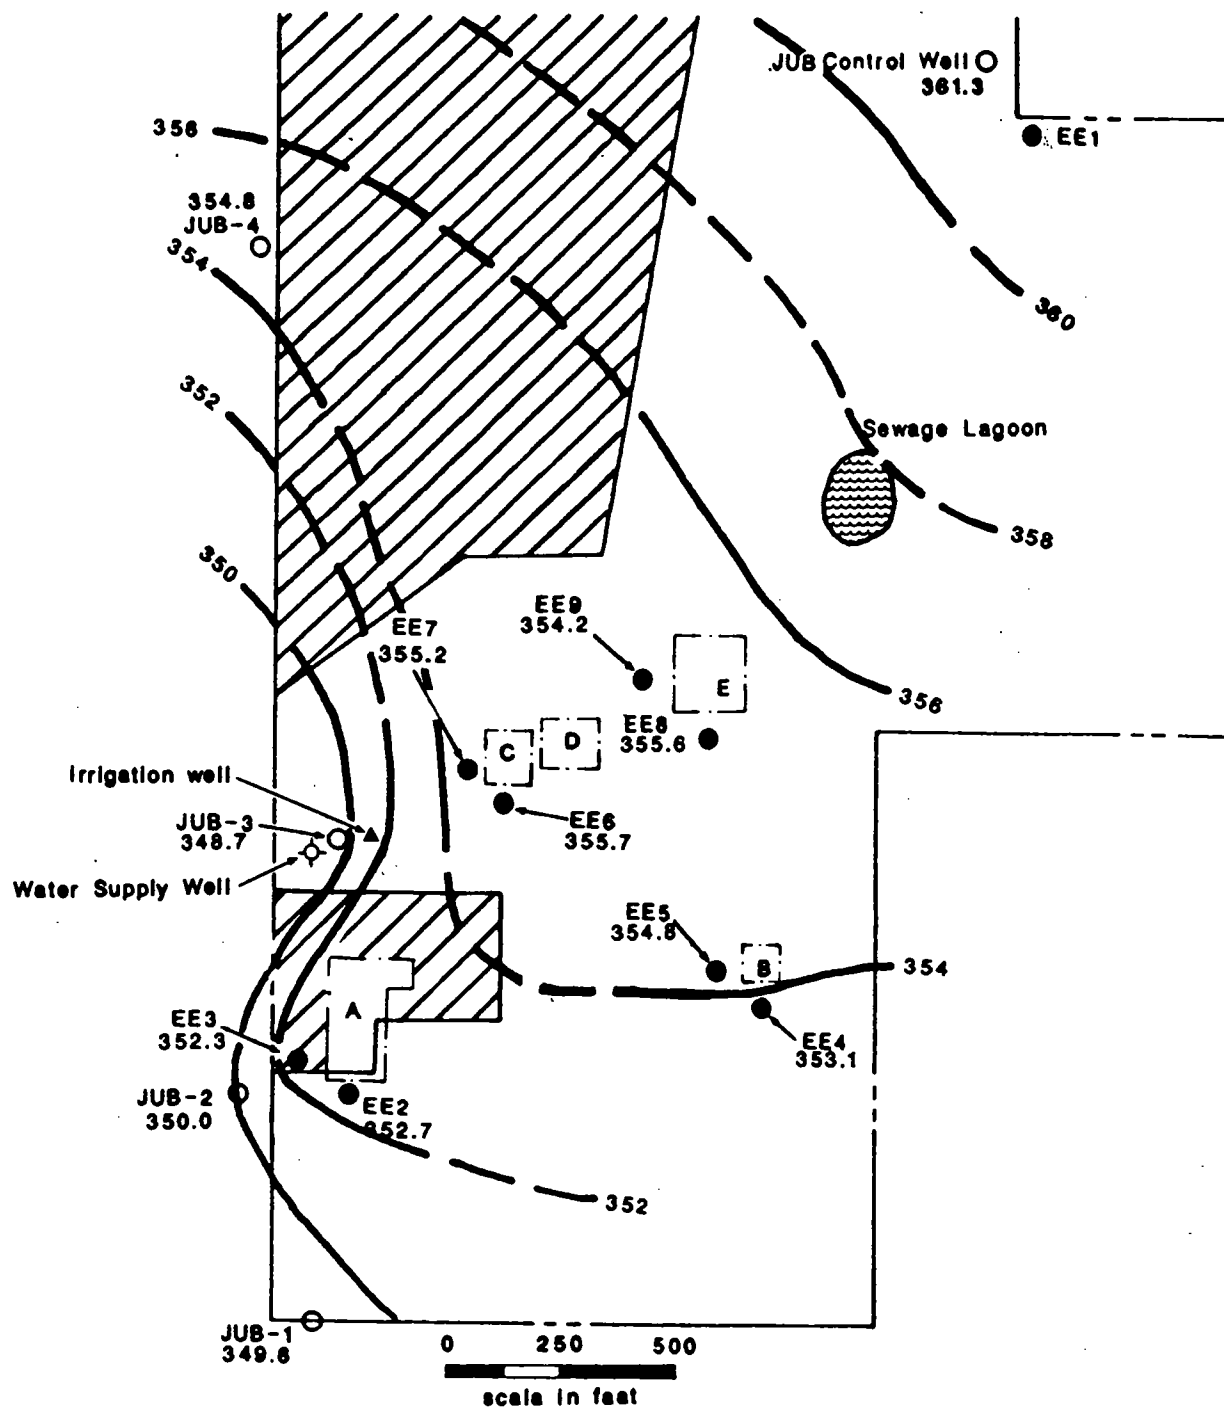 JUB Control Well
361.3
EE1
356
354.8
JUB-4
354
360
352
Sewage Lagoon
358
350
EE9
354.2
EE7
355.2
E
356
EE8
355.6
C
D
Irrigation well
EE6
355.7
JUB-3
348.7
Water Supply Well
EE5
354.8
B
354
A
EE3
352.3
EE4
353.1
JUB-2
350.0
EE2
352.7
352
JUB-1
349.6
0 250 500
scale in feet